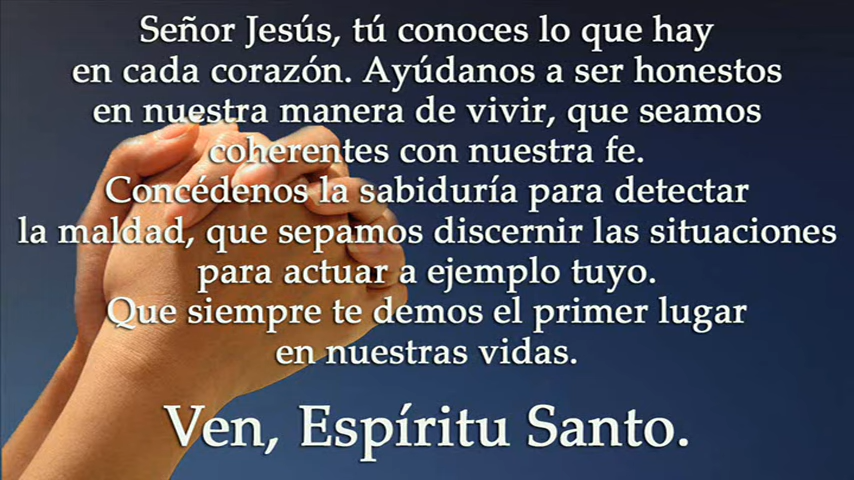 Señor Jesús, tú conoces lo que hay
en cada corazón. Ayúdanos a ser honestos
en nuestra manera de vivir, que seamos
coherentes con nuestra fe.
Concédenos la sabiduría para detectar
la maldad, que sepamos discernir las situaciones
para actuar a ejemplo tuyo.
Que siempre te demos el primer lugar
en nuestras vidas.
Ven, Espíritu Santo.